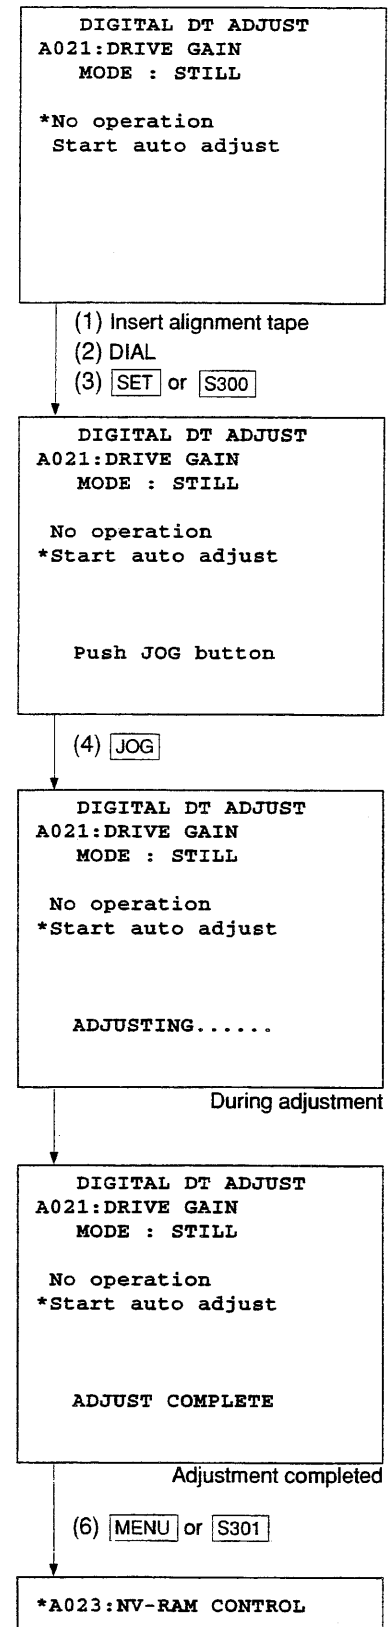 DIGITAL DT ADJUST
A021:DRIVE GAIN
MODE : STILL
*No operation
Start auto adjust
(1) Insert alignment tape
(2) DIAL
(3) SET or S300
DIGITAL DT ADJUST
A021:DRIVE GAIN
MODE : STILL
No operation
*Start auto adjust
Push JOG button
(4) JOG
DIGITAL DT ADJUST
A021:DRIVE GAIN
MODE : STILL
No operation
*Start auto adjust
ADJUSTING......
During adjustment
DIGITAL DT ADJUST
A021:DRIVE GAIN
MODE : STILL
No operation
*Start auto adjust
ADJUST COMPLETE
Adjustment completed
(6) MENU or S301
*A023:NV-RAM CONTROL